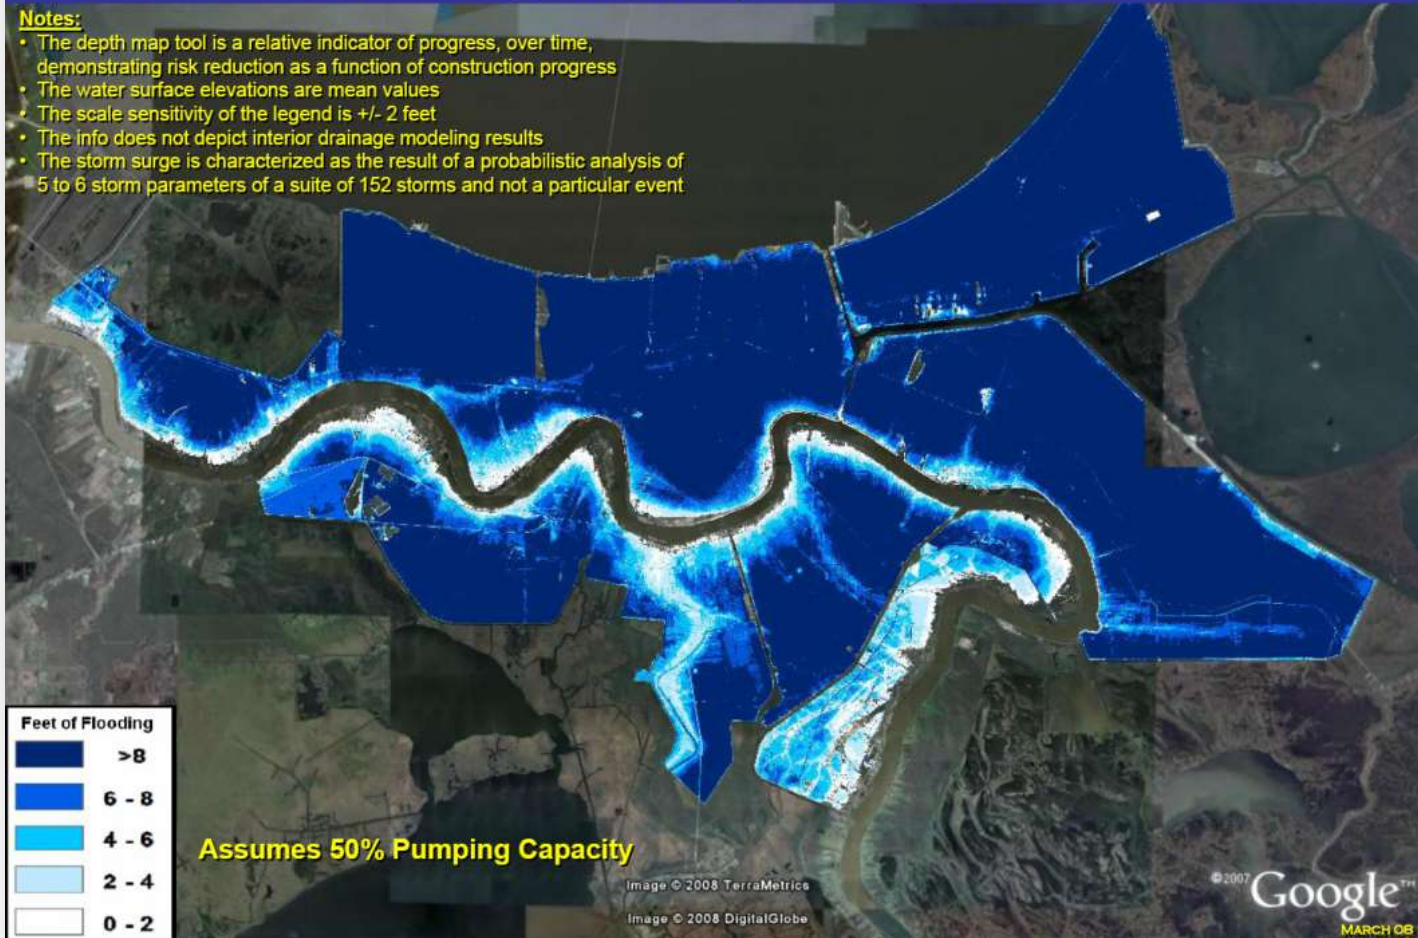 Notes:
• The depth map tool is a relative indicator of progress, over time,
demonstrating risk reduction as a function of construction progress
• The water surface elevations are mean values
• The scale sensitivity of the legend is +/- 2 feet
• The info does not depict interior drainage modeling results
• The storm surge is characterized as the result of a probabilistic analysis of
5 to 6 storm parameters of a suite of 152 storms and not a particular event
Feet of Flooding
>8
6 - 8
4 - 6
2 - 4
0 - 2
Assumes 50% Pumping Capacity
Image © 2008 TerraMetrics
Image © 2008 DigitalGlobe
©2007 Google™
MARCH 08